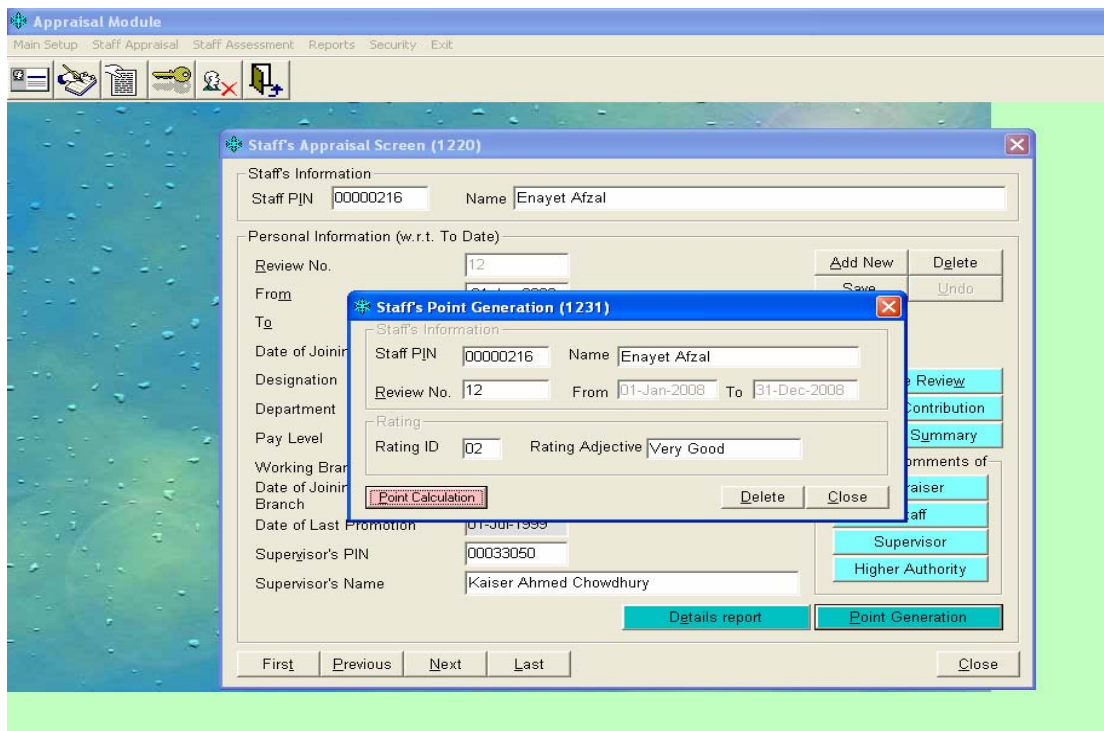 Appraisal Module
Main Setup Staff Appraisal Staff Assessment Reports Security Exit
Staff's Appraisal Screen (1220)
Staff's Information
Staff PIN 00000216 Name Enayet Afzal
Personal Information (w.r.t. To Date)
Review No. 12 Add New Delete
From Save Undo
To
Staff's Point Generation (1231)
Staff's Information
Staff PIN 00000216 Name Enayet Afzal
Review No. 12 From 01-Jan-2008 To 31-Dec-2008
Rating
Rating ID 02 Rating Adjective Very Good
Point Calculation Delete Close
Date of Joinin
Designation Review
Department Contribution
Pay Level Summary
Working Bran omments of
Date of Joinin raiser
Branch aff
Date of Last Promotion 01-Jul-1999
Supervisor's PIN 00033050 Supervisor
Supervisor's Name Kaiser Ahmed Chowdhury Higher Authority
Details report Point Generation
First Previous Next Last Close